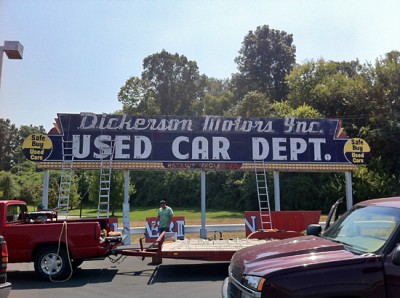 Dickerson Motors Inc.
USED CAR DEPT.
Safe
Buy
Used
Cars
Safe
Buy
Used
Cars